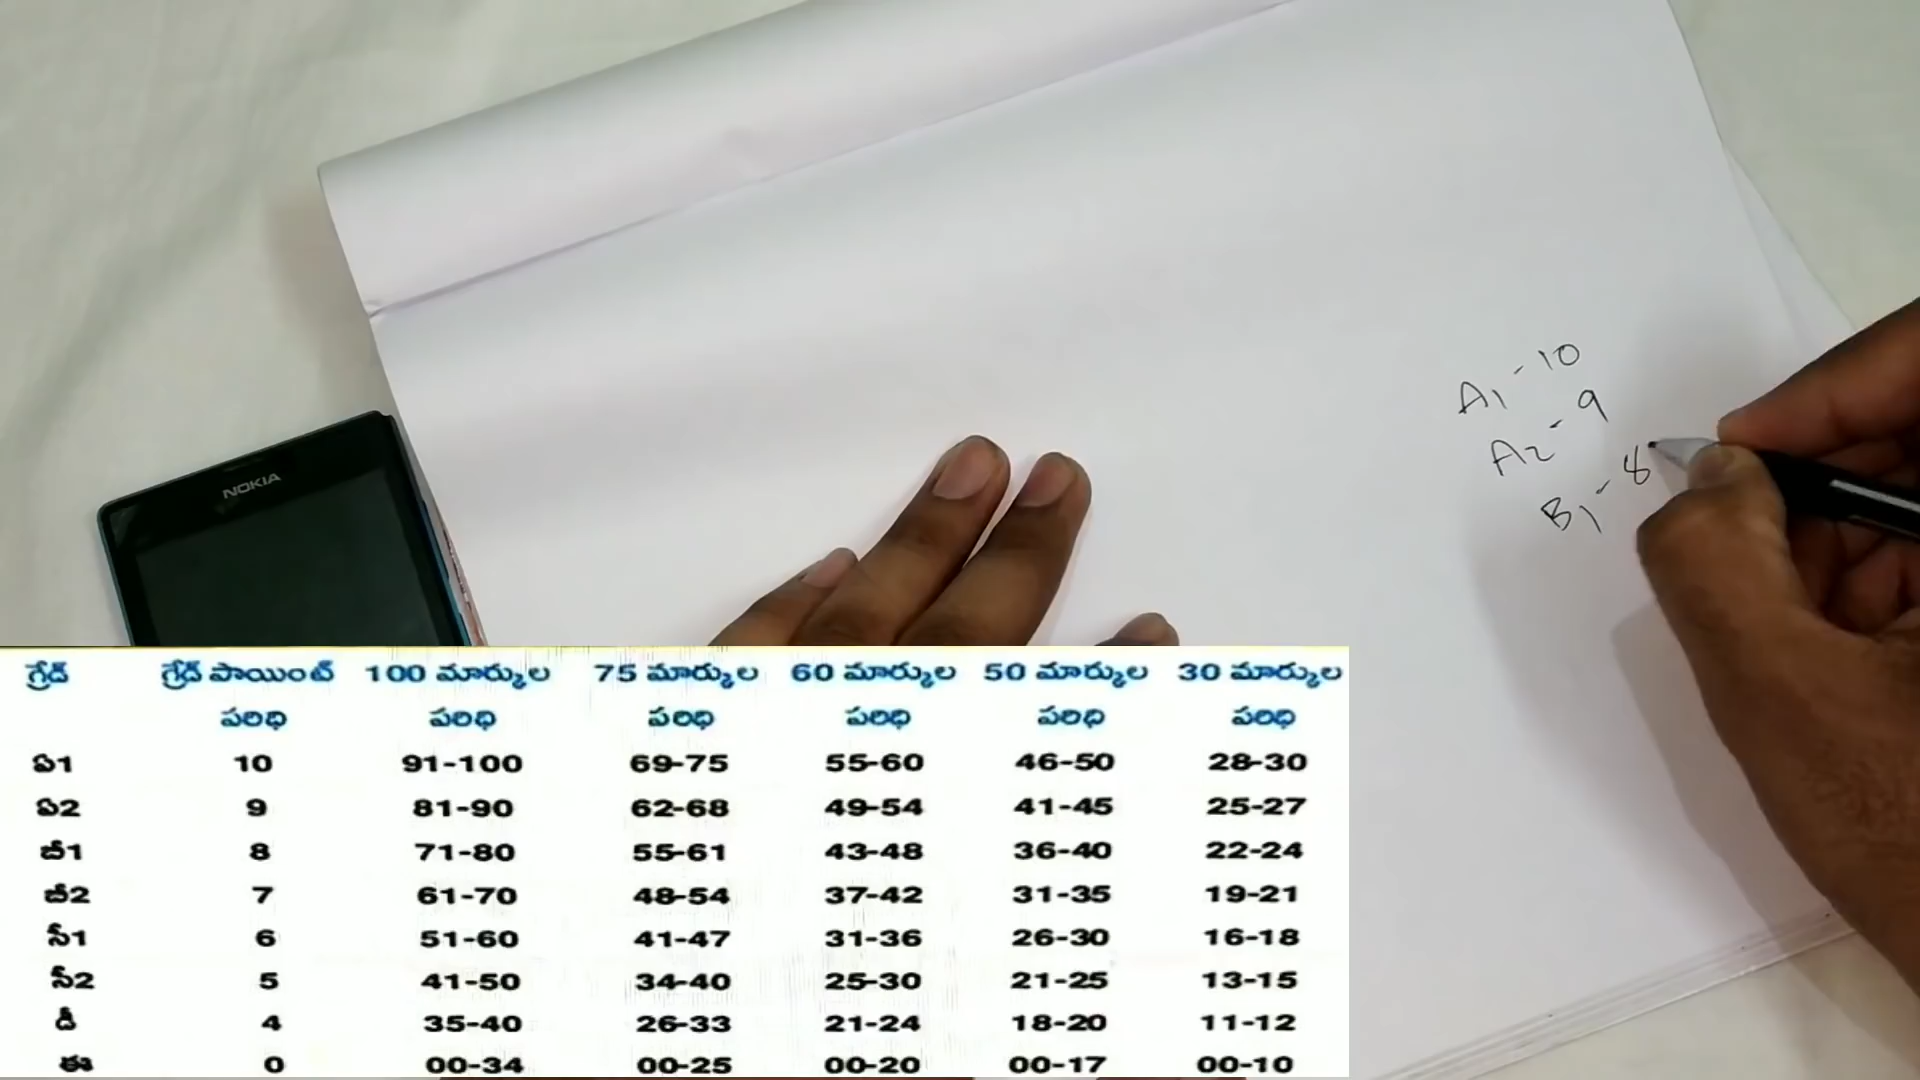 A1 - 10
A2 - 9
B1 - 8
NOKIA
గ్రేడ్ గ్రేడ్ పాయింట్ 100 మార్కుల 75 మార్కుల 60 మార్కుల 50 మార్కుల 30 మార్కుల
పరిధి పరిధి పరిధి పరిధి పరిధి పరిధి
ఏ1 10 91-100 69-75 55-60 46-50 28-30
ఏ2 9 81-90 62-68 49-54 41-45 25-27
బీ1 8 71-80 55-61 43-48 36-40 22-24
బీ2 7 61-70 48-54 37-42 31-35 19-21
సీ1 6 51-60 41-47 31-36 26-30 16-18
సీ2 5 41-50 34-40 25-30 21-25 13-15
డీ 4 35-40 26-33 21-24 18-20 11-12
ఈ 0 00-34 00-25 00-20 00-17 00-10